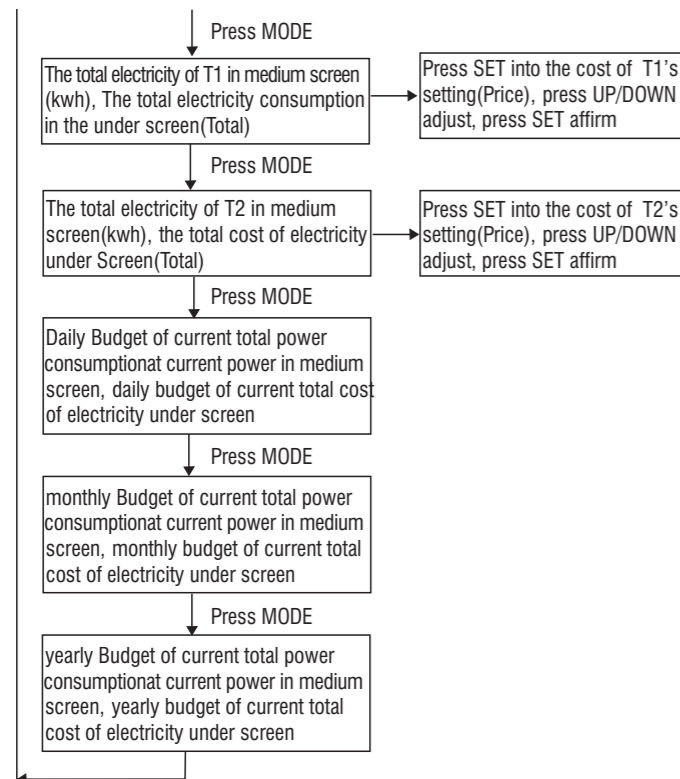 Press MODE
The total electricity of T1 in medium screen
(kwh), The total electricity consumption
in the under screen(Total)
Press SET into the cost of T1's
setting(Price), press UP/DOWN
adjust, press SET affirm
Press MODE
The total electricity of T2 in medium
screen(kwh), the total cost of electricity
under Screen(Total)
Press SET into the cost of T2's
setting(Price), press UP/DOWN
adjust, press SET affirm
Press MODE
Daily Budget of current total power
consumptionat current power in medium
screen, daily budget of current total cost
of electricity under screen
Press MODE
monthly Budget of current total power
consumptionat current power in medium
screen, monthly budget of current total
cost of electricity under screen
Press MODE
yearly Budget of current total power
consumptionat current power in medium
screen, yearly budget of current total
cost of electricity under screen